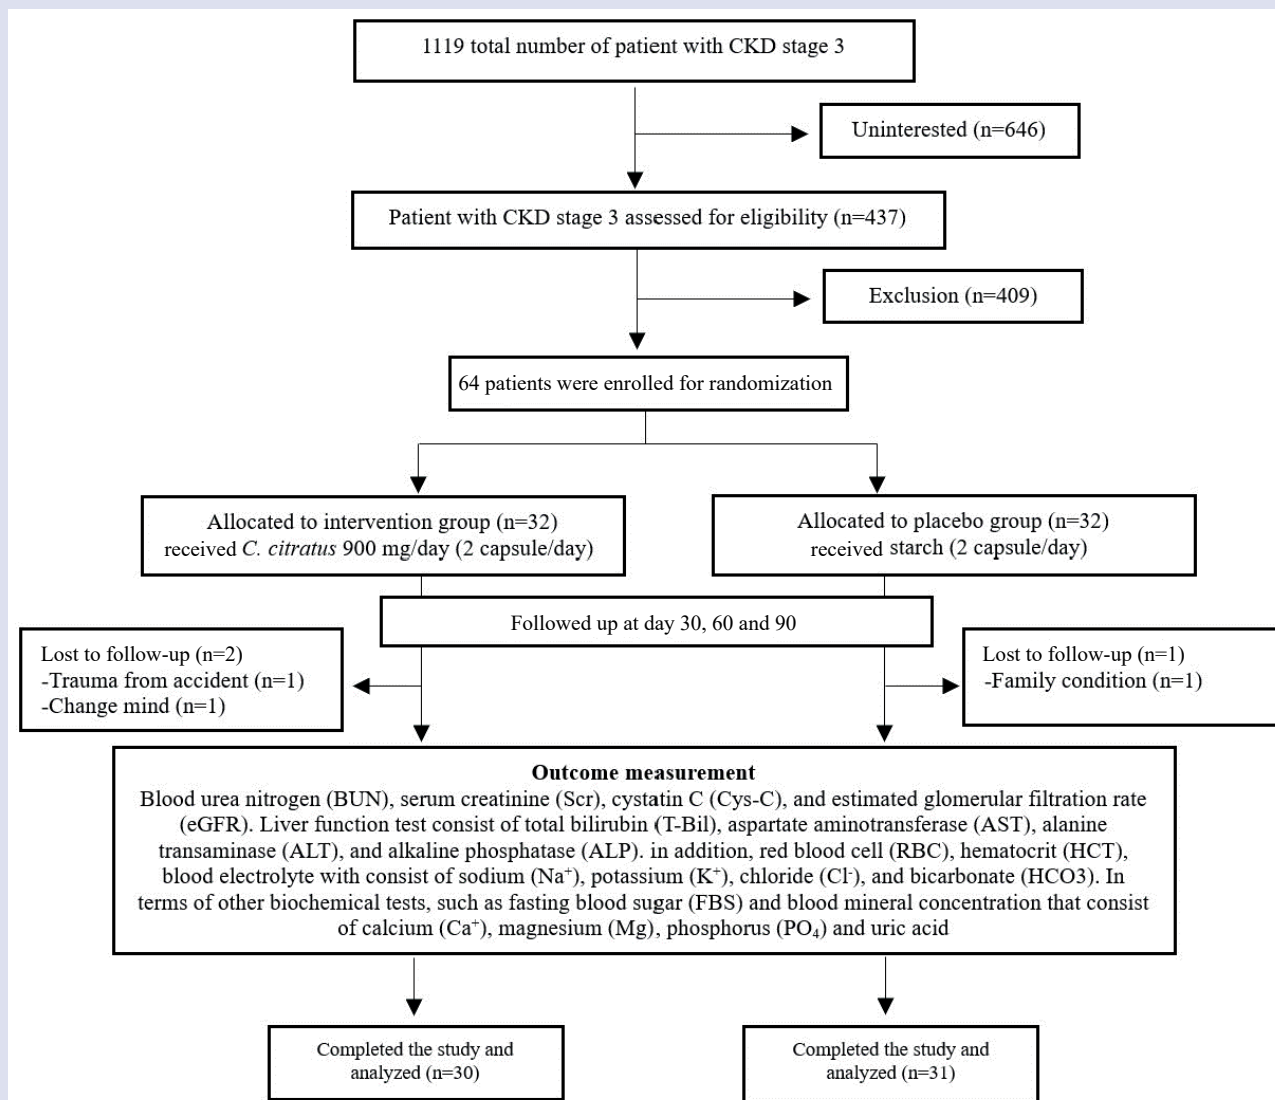 1119 total number of patient with CKD stage 3
Uninterested (n=646)
Patient with CKD stage 3 assessed for eligibility (n=437)
Exclusion (n=409)
64 patients were enrolled for randomization
Allocated to intervention group (n=32)
received C. citratus 900 mg/day (2 capsule/day)
Allocated to placebo group (n=32)
received starch (2 capsule/day)
Followed up at day 30, 60 and 90
Lost to follow-up (n=2)
-Trauma from accident (n=1)
-Change mind (n=1)
Lost to follow-up (n=1)
-Family condition (n=1)
Outcome measurement
Blood urea nitrogen (BUN), serum creatinine (Scr), cystatin C (Cys-C), and estimated glomerular filtration rate
(eGFR). Liver function test consist of total bilirubin (T-Bil), aspartate aminotransferase (AST), alanine
transaminase (ALT), and alkaline phosphatase (ALP). in addition, red blood cell (RBC), hematocrit (HCT),
blood electrolyte with consist of sodium (Na⁺), potassium (K⁺), chloride (Cl⁻), and bicarbonate (HCO3). In
terms of other biochemical tests, such as fasting blood sugar (FBS) and blood mineral concentration that consist
of calcium (Ca⁺), magnesium (Mg), phosphorus (PO₄) and uric acid
Completed the study and
analyzed (n=30)
Completed the study and
analyzed (n=31)